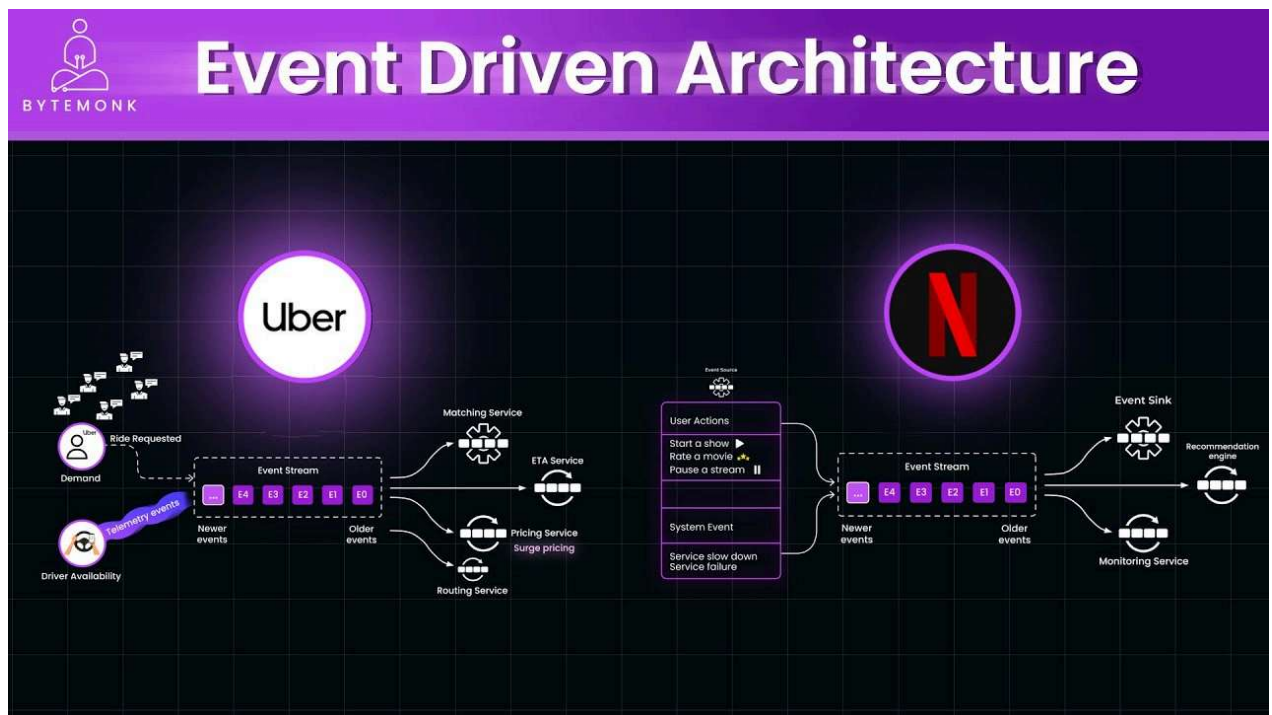 BYTEMONK
Event Driven Architecture
Uber
Uber
Ride Requested
Demand
Telemetry events
Driver Availability
Event Stream
...
E4
E3
E2
E1
E0
Newer
events
Older
events
Matching Service
ETA Service
Pricing Service
Surge pricing
Routing Service
N
Event Source
User Actions
Start a show
Rate a movie
Pause a stream
System Event
Service slow down
Service failure
Event Stream
...
E4
E3
E2
E1
E0
Newer
events
Older
events
Event Sink
Recommendation
engine
Monitoring Service